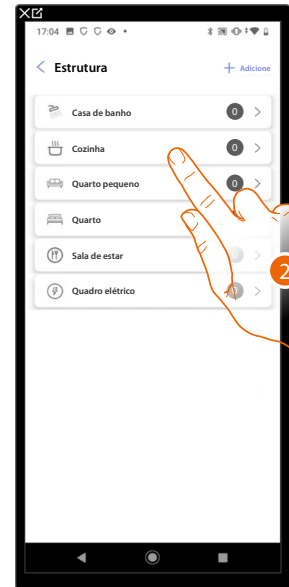 17:04
Estrutura
+ Adicione
Casa de banho 0
Cozinha 0
Quarto pequeno 0
Quarto
Sala de estar
Quadro elétrico
2